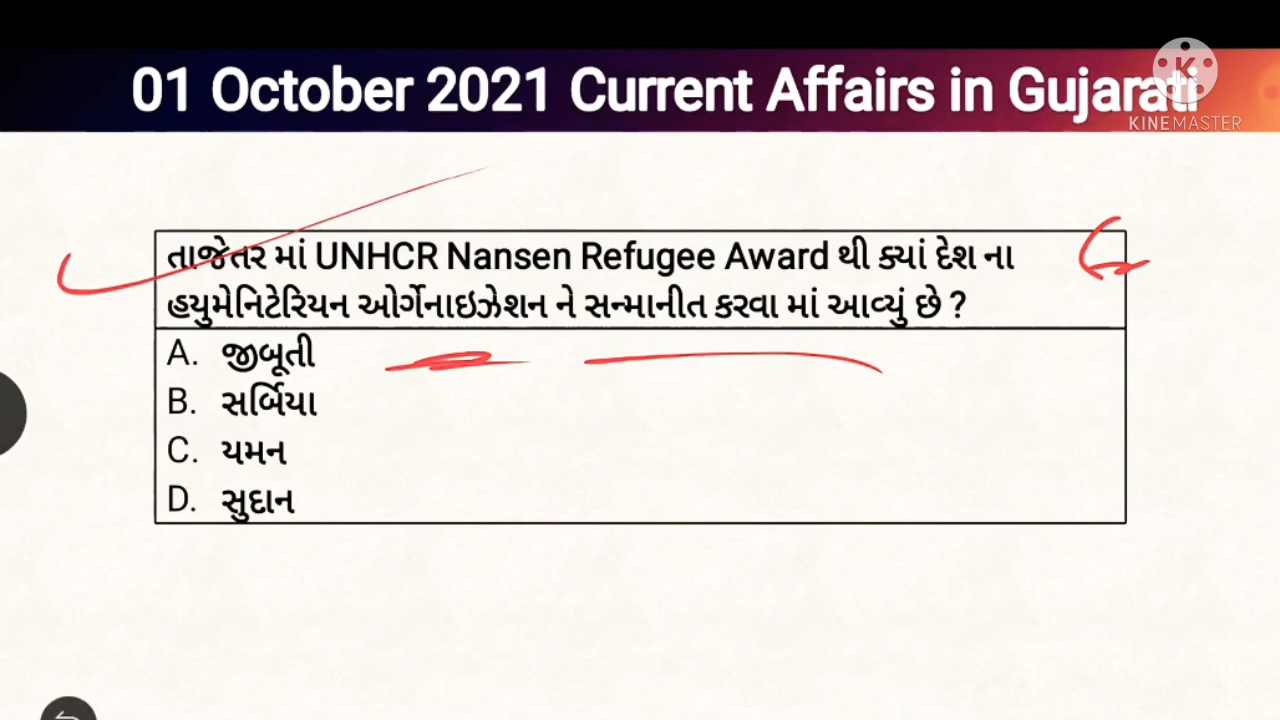 01 October 2021 Current Affairs in Gujarati
KINEMASTER
તાજેતર માં UNHCR Nansen Refugee Award થી ક્યાં દેશ ના
હયુમેનિટેરિયન ઓર્ગેનાઇઝેશન ને સન્માનીત કરવા માં આવ્યું છે ?
A. જીબૂતી
B. સર્બિયા
C. યમન
D. સુદાન